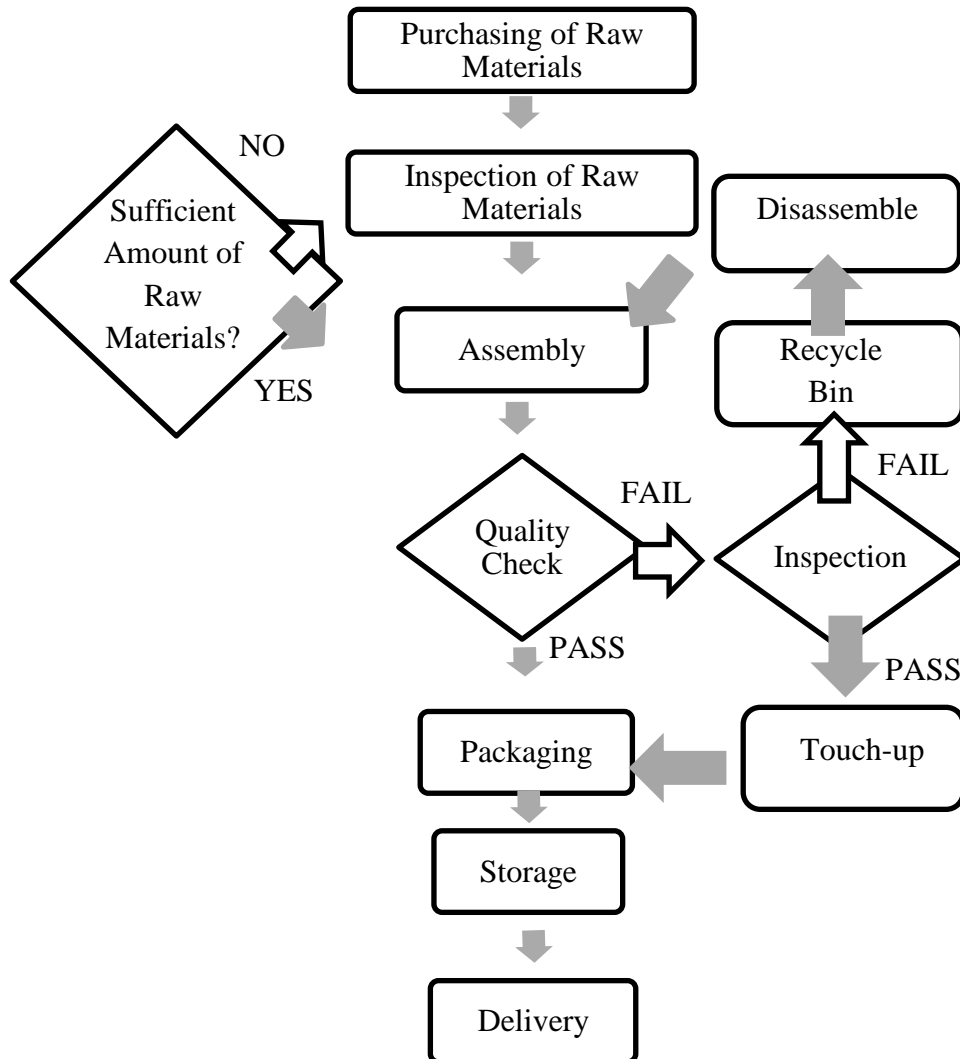 Purchasing of Raw
Materials
NO
Sufficient
Amount of
Raw
Materials?
YES
Inspection of Raw
Materials
Disassemble
Assembly
Recycle
Bin
FAIL
FAIL
Quality
Check
Inspection
PASS
PASS
Packaging
Touch-up
Storage
Delivery